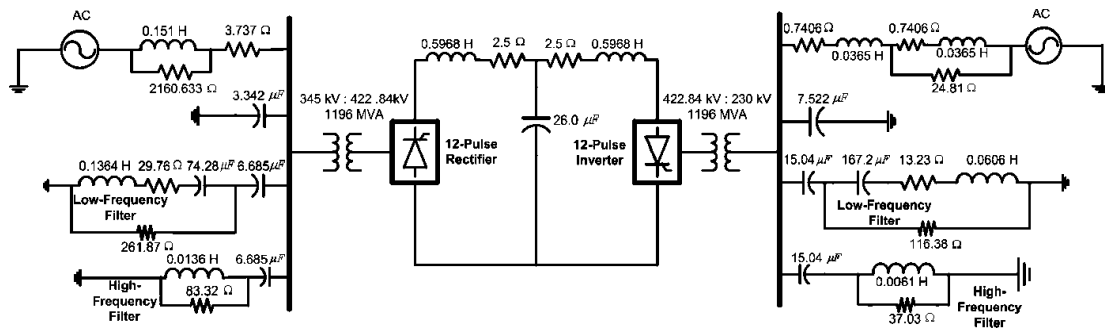 AC
0.151 H
3.737 Ω
2160.633 Ω
3.342 μF
0.1364 H
29.76 Ω
74.28 μF
6.685 μF
Low-Frequency
Filter
261.87 Ω
0.0136 H
6.685 μF
83.32 Ω
High-
Frequency
Filter
345 kV : 422 .84kV
1196 MVA
0.5968 H
2.5 Ω
2.5 Ω
0.5968 H
12-Pulse
Rectifier
26.0 μF
12-Pulse
Inverter
422.84 kV : 230 kV
1196 MVA
0.7406 Ω
0.0365 H
0.7406 Ω
0.0365 H
24.81 Ω
AC
7.522 μF
15.04 μF
167.2 μF
13.23 Ω
0.0606 H
Low-Frequency
Filter
116.38 Ω
15.04 μF
0.0061 H
37.03 Ω
High-
Frequency
Filter